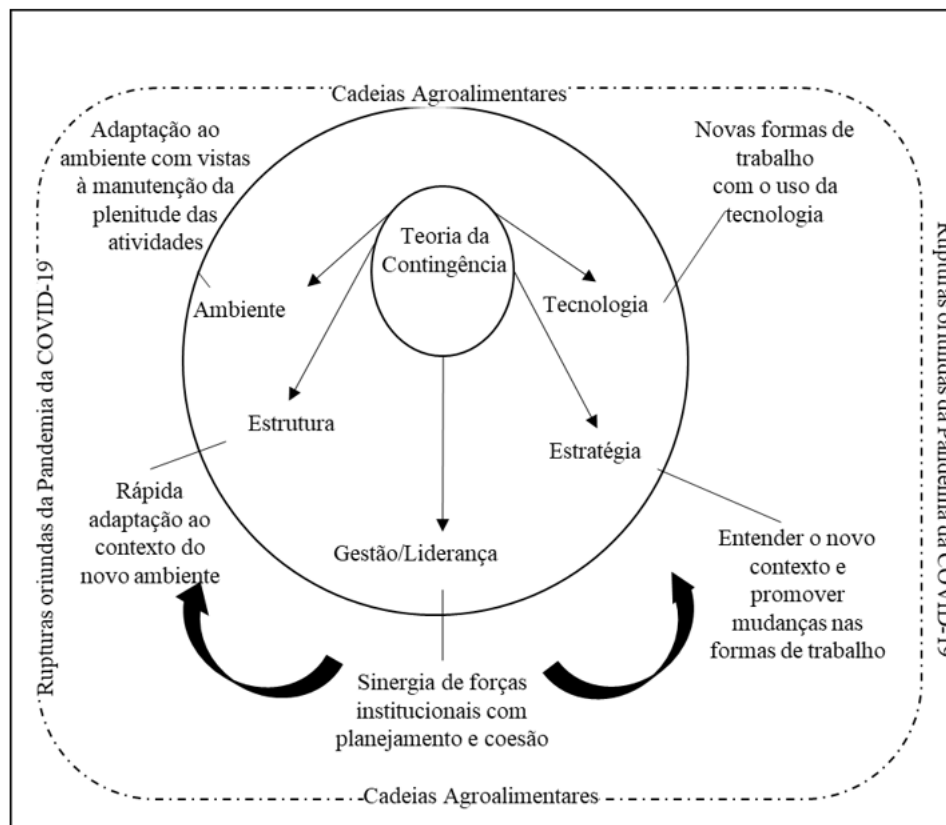 Cadeias Agroalimentares
Adaptação ao
ambiente com vistas
à manutenção da
plenitude das
atividades
Novas formas de
trabalho
com o uso da
tecnologia
Teoria da
Contingência
Ambiente
Tecnologia
Estrutura
Estratégia
Gestão/Liderança
Rápida
adaptação ao
contexto do
novo ambiente
Entender o novo
contexto e
promover
mudanças nas
formas de trabalho
Sinergia de forças
institucionais com
planejamento e coesão
Cadeias Agroalimentares
Rupturas oriundas da Pandemia da COVID-19
Rupturas oriundas da Pandemia da COVID-19